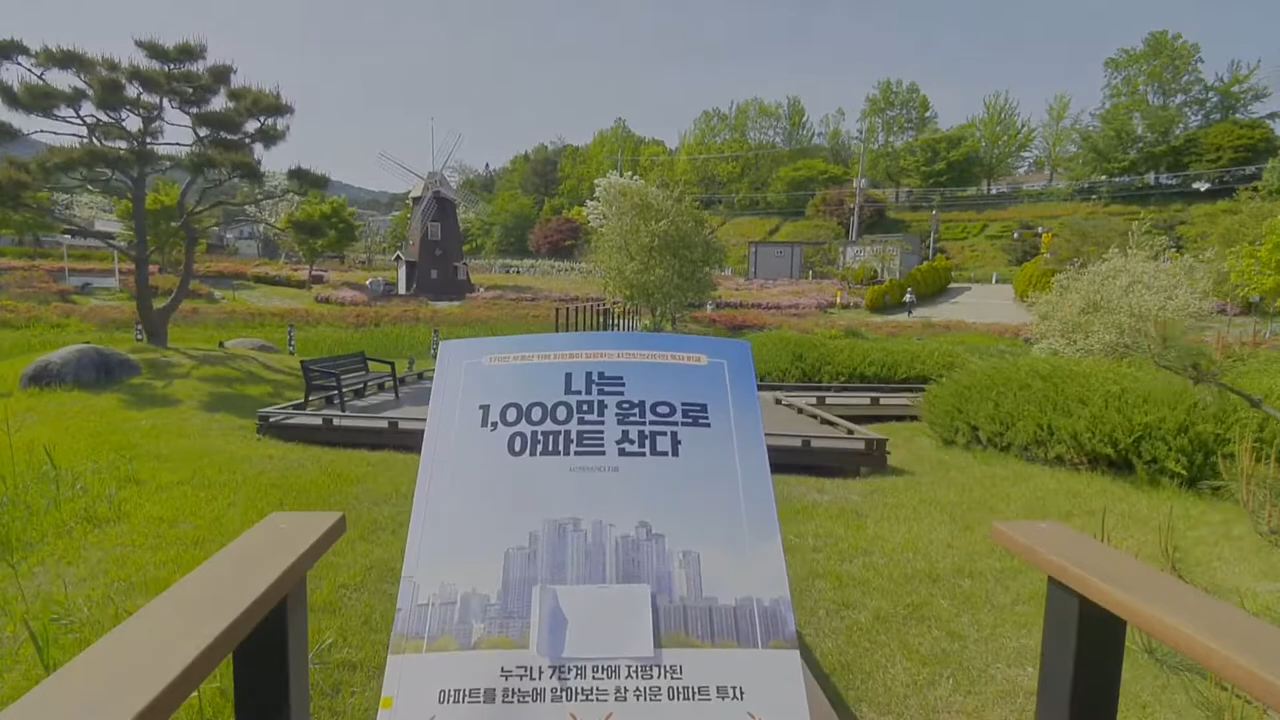 나는
1,000만 원으로
아파트 산다
누구나 7단계 만에 저평가된
아파트를 한눈에 알아보는 참 쉬운 아파트 투자